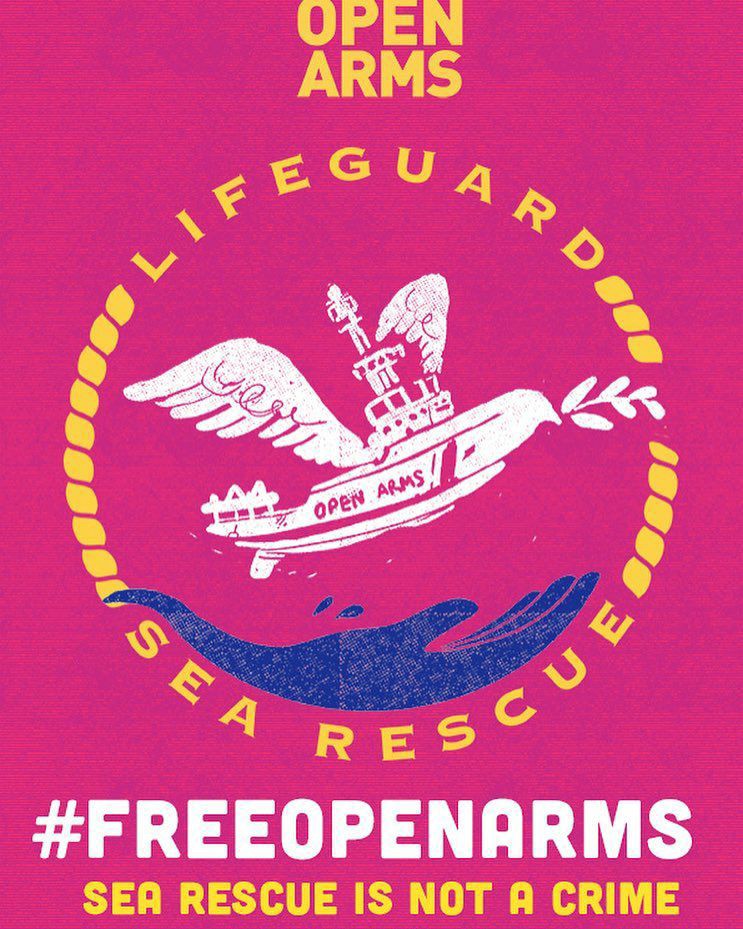 OPEN
ARMS
LIFEGUARD
OPEN ARMS
SEA RESCUE
#FREEOPENARMS
SEA RESCUE IS NOT A CRIME